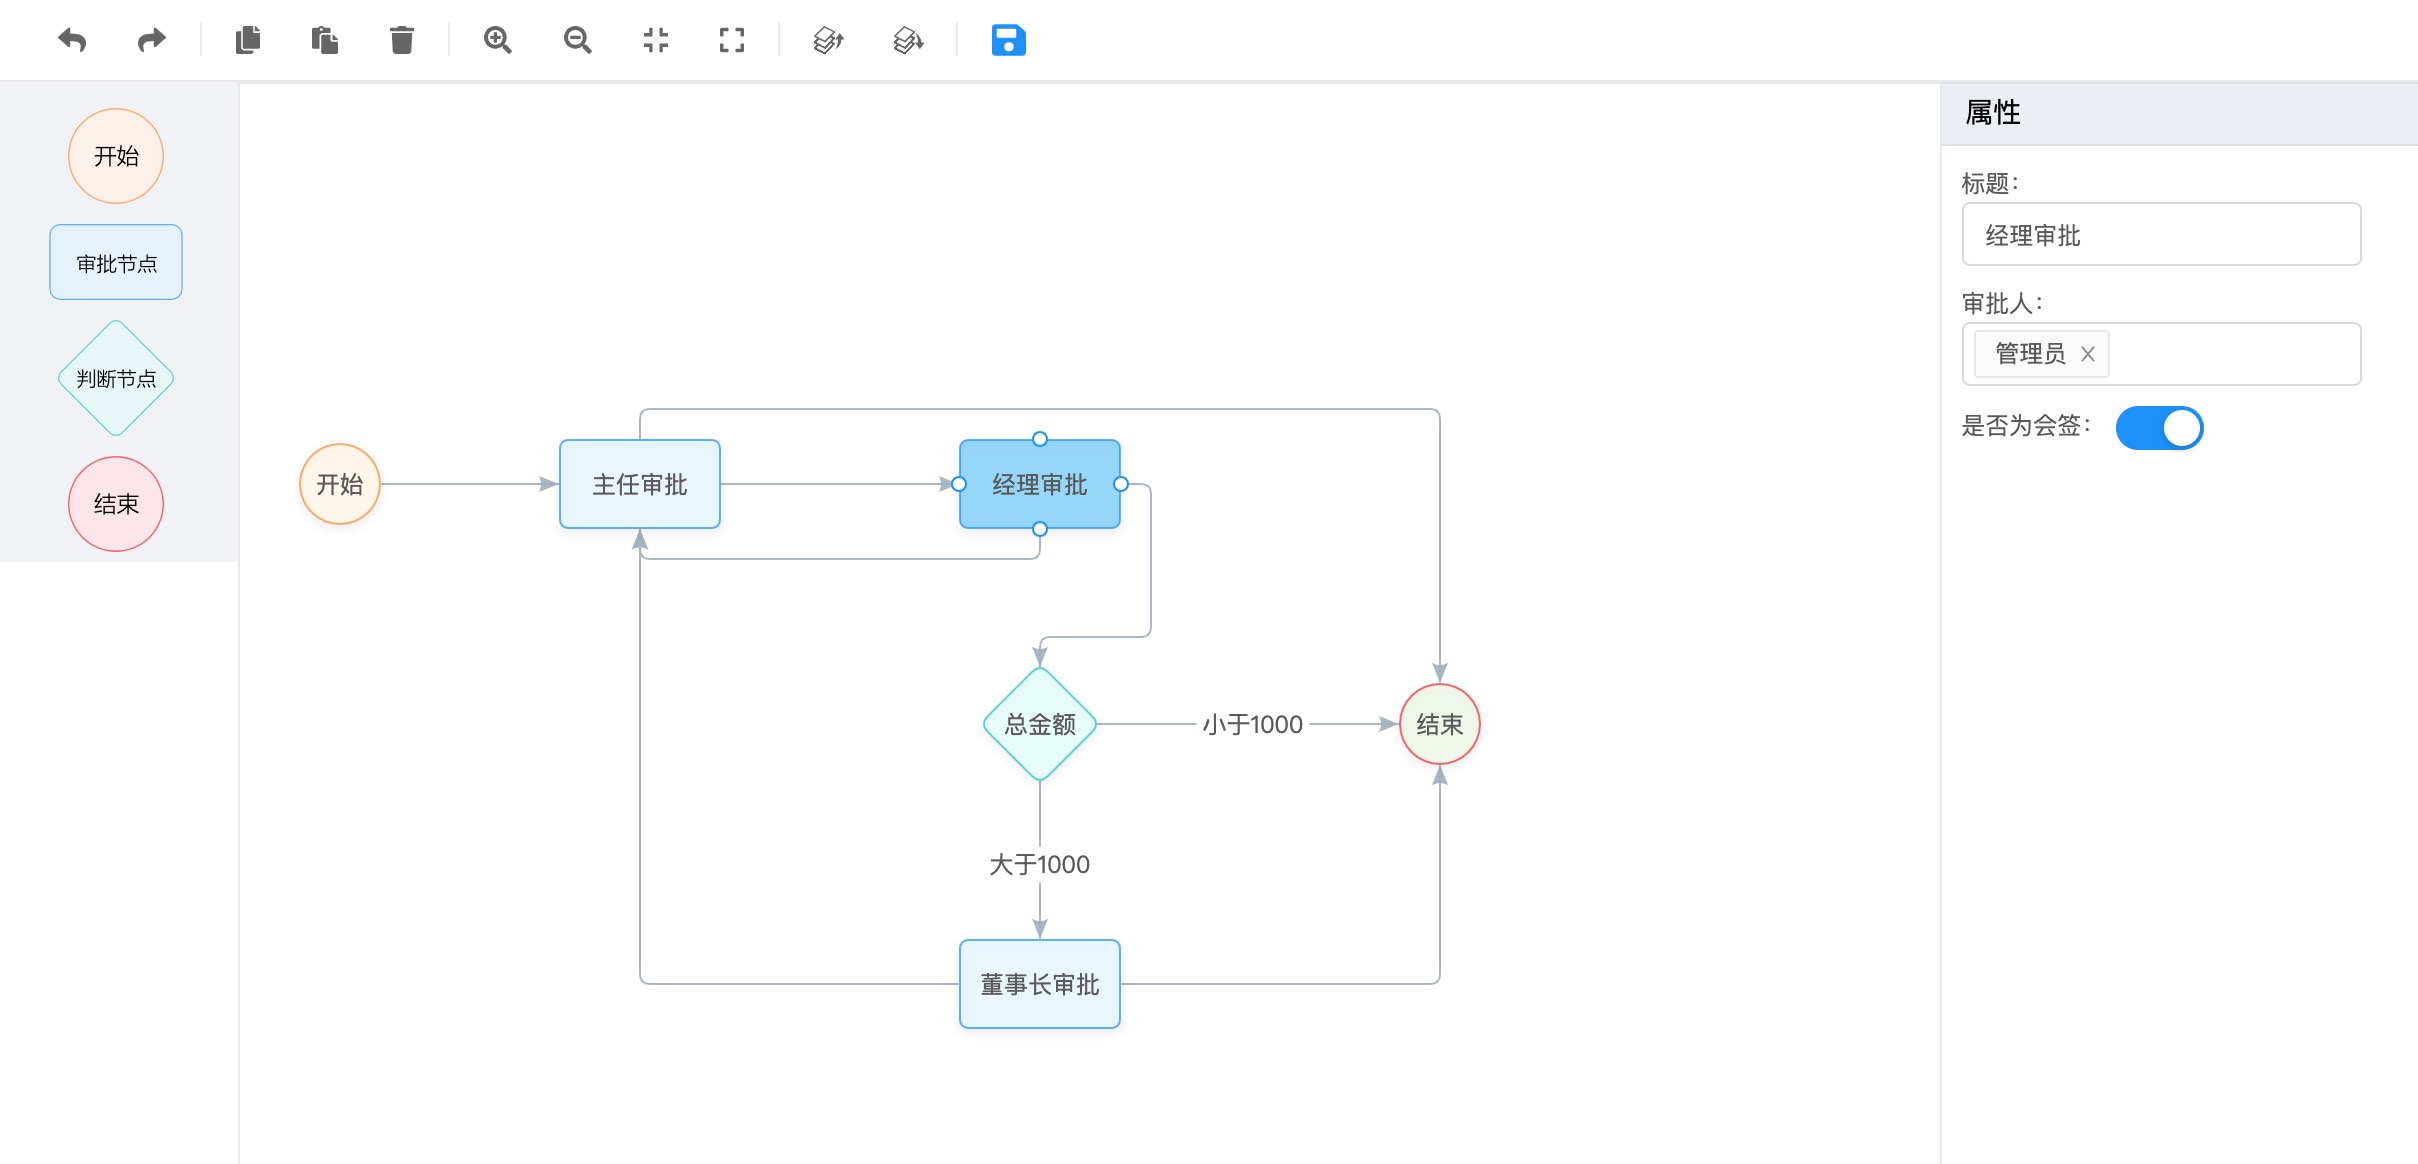 开始
审批节点
判断节点
结束
开始
主任审批
经理审批
总金额
小于1000
结束
大于1000
董事长审批
属性
标题：
经理审批
审批人：
管理员
是否为会签：